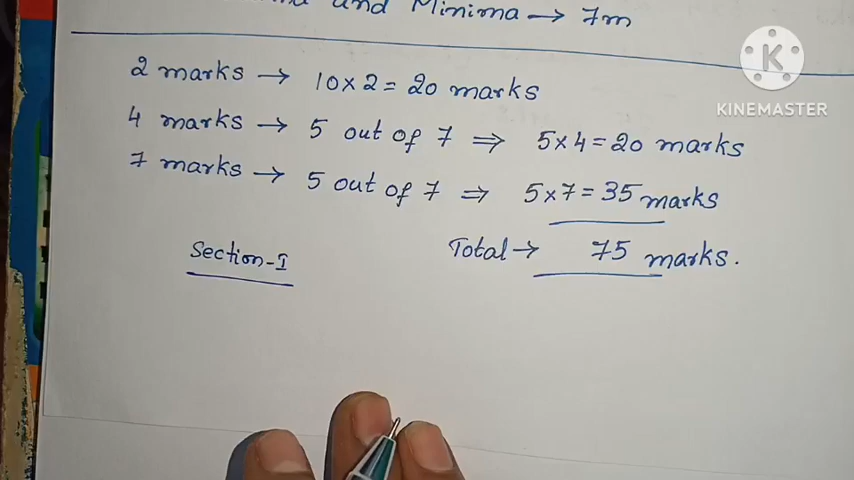 and Minima → 7m
2 marks → 10×2=20 marks
4 marks → 5 out of 7 ⇒ 5×4=20 marks
7 marks → 5 out of 7 ⇒ 5×7=35 marks
Section-I Total→ 75 marks.
KINEMASTER